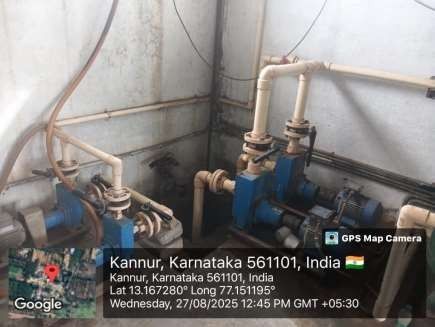 GPS Map Camera
Kannur, Karnataka 561101, India 🇮🇳
Kannur, Karnataka 561101, India
Lat 13.167280° Long 77.151195°
Wednesday, 27/08/2025 12:45 PM GMT +05:30
Google